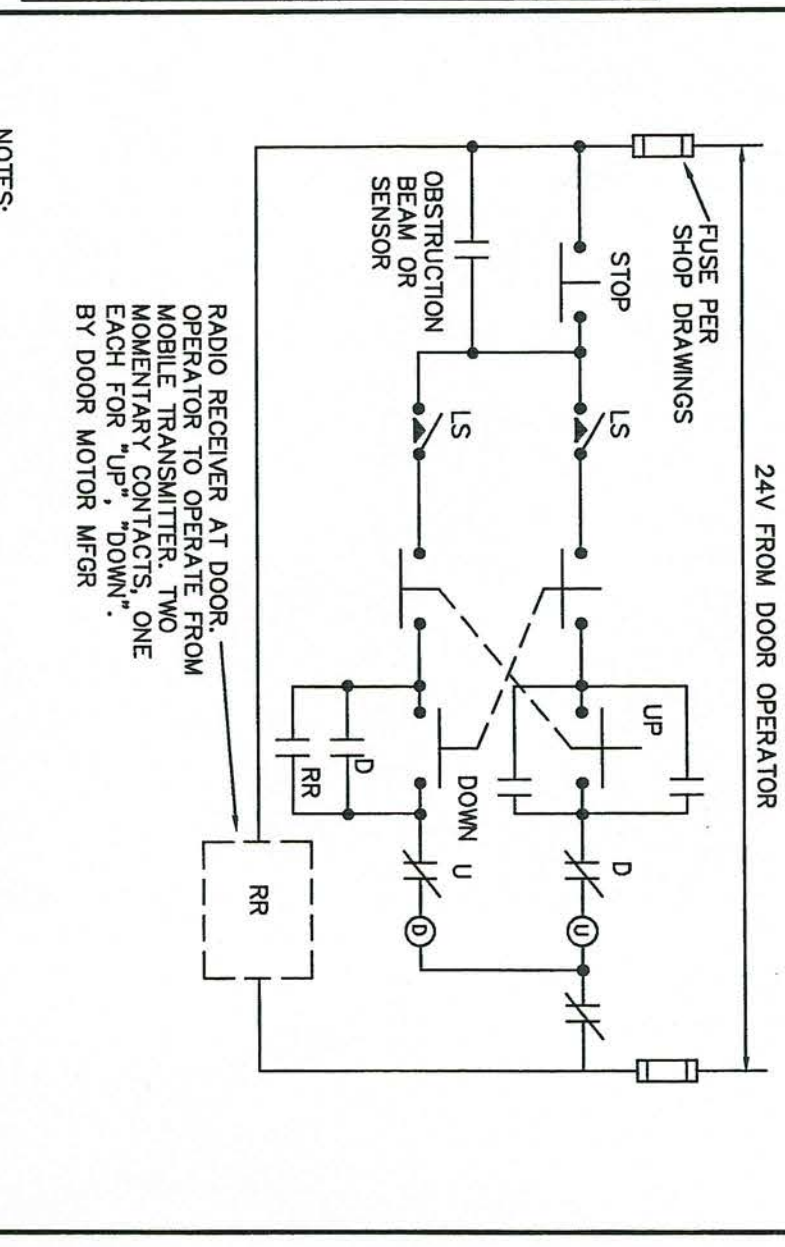 24V FROM DOOR OPERATOR
FUSE PER
SHOP DRAWINGS
STOP
LS
UP
D
U
OBSTRUCTION
BEAM OR
SENSOR
LS
DOWN
U
D
D
RR
RADIO RECEIVER AT DOOR.
OPERATOR TO OPERATE FROM
MOBILE TRANSMITTER. TWO
MOMENTARY CONTACTS, ONE
EACH FOR "UP", "DOWN".
BY DOOR MOTOR MFGR
RR
NOTES: